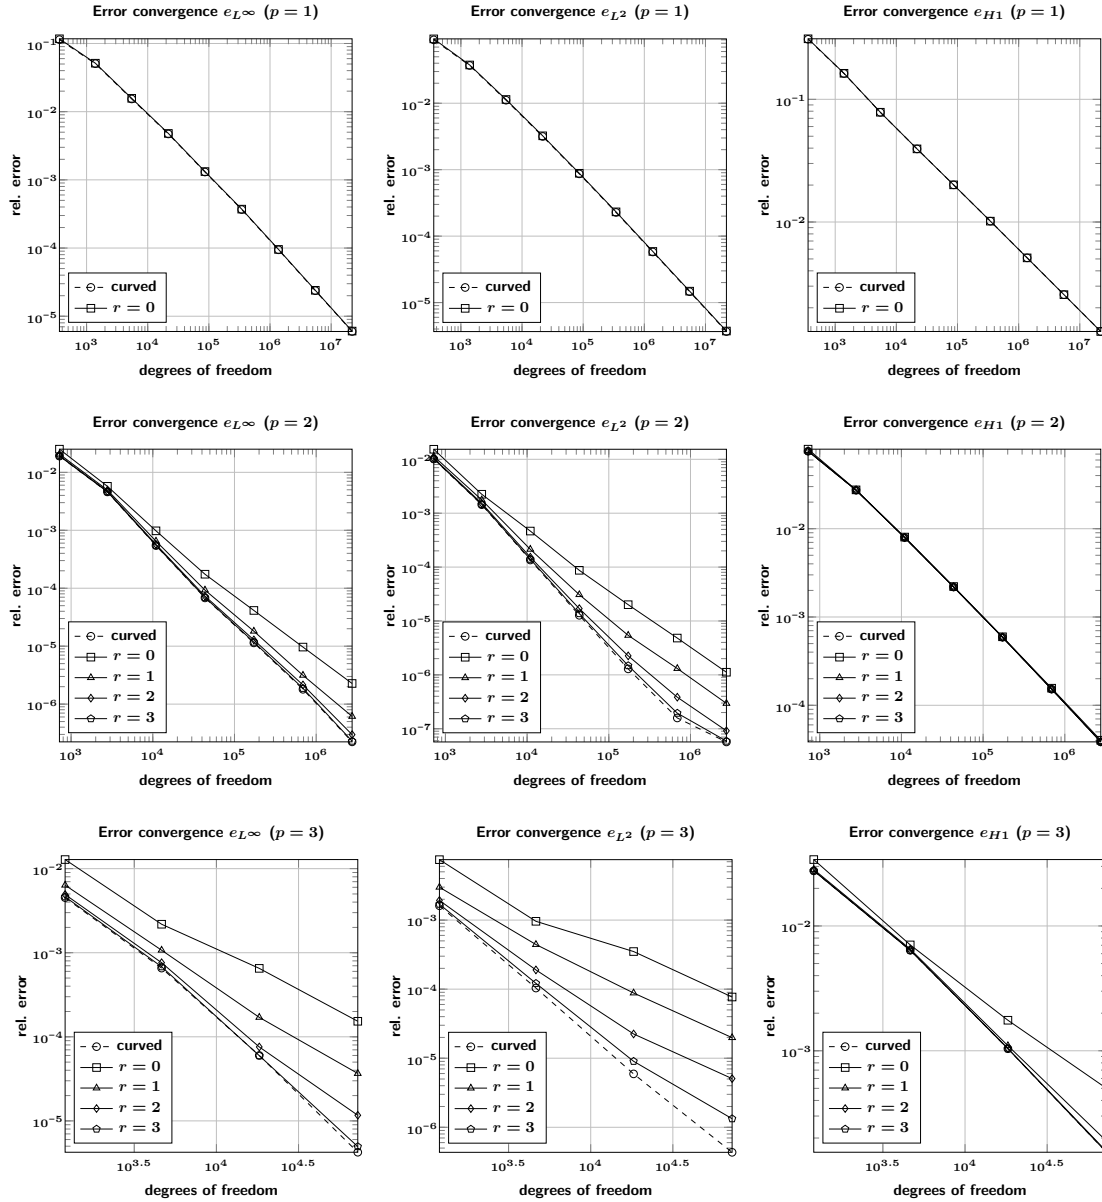 Error convergence e_{L^∞} (p = 1)
10^{-1}
10^{-2}
10^{-3}
10^{-4}
10^{-5}
rel. error
curved
r = 0
10^3 10^4 10^5 10^6 10^7
degrees of freedom
Error convergence e_{L^2} (p = 1)
10^{-2}
10^{-3}
10^{-4}
10^{-5}
rel. error
curved
r = 0
10^3 10^4 10^5 10^6 10^7
degrees of freedom
Error convergence e_{H1} (p = 1)
10^{-1}
10^{-2}
rel. error
curved
r = 0
10^3 10^4 10^5 10^6 10^7
degrees of freedom
Error convergence e_{L^∞} (p = 2)
10^{-2}
10^{-3}
10^{-4}
10^{-5}
10^{-6}
rel. error
curved
r = 0
r = 1
r = 2
r = 3
10^3 10^4 10^5 10^6
degrees of freedom
Error convergence e_{L^2} (p = 2)
10^{-2}
10^{-3}
10^{-4}
10^{-5}
10^{-6}
10^{-7}
rel. error
curved
r = 0
r = 1
r = 2
r = 3
10^3 10^4 10^5 10^6
degrees of freedom
Error convergence e_{H1} (p = 2)
10^{-2}
10^{-3}
10^{-4}
rel. error
curved
r = 0
r = 1
r = 2
r = 3
10^3 10^4 10^5 10^6
degrees of freedom
Error convergence e_{L^∞} (p = 3)
10^{-2}
10^{-3}
10^{-4}
10^{-5}
rel. error
curved
r = 0
r = 1
r = 2
r = 3
10^{3.5} 10^4 10^{4.5}
degrees of freedom
Error convergence e_{L^2} (p = 3)
10^{-3}
10^{-4}
10^{-5}
10^{-6}
rel. error
curved
r = 0
r = 1
r = 2
r = 3
10^{3.5} 10^4 10^{4.5}
degrees of freedom
Error convergence e_{H1} (p = 3)
10^{-2}
10^{-3}
rel. error
curved
r = 0
r = 1
r = 2
r = 3
10^{3.5} 10^4 10^{4.5}
degrees of freedom